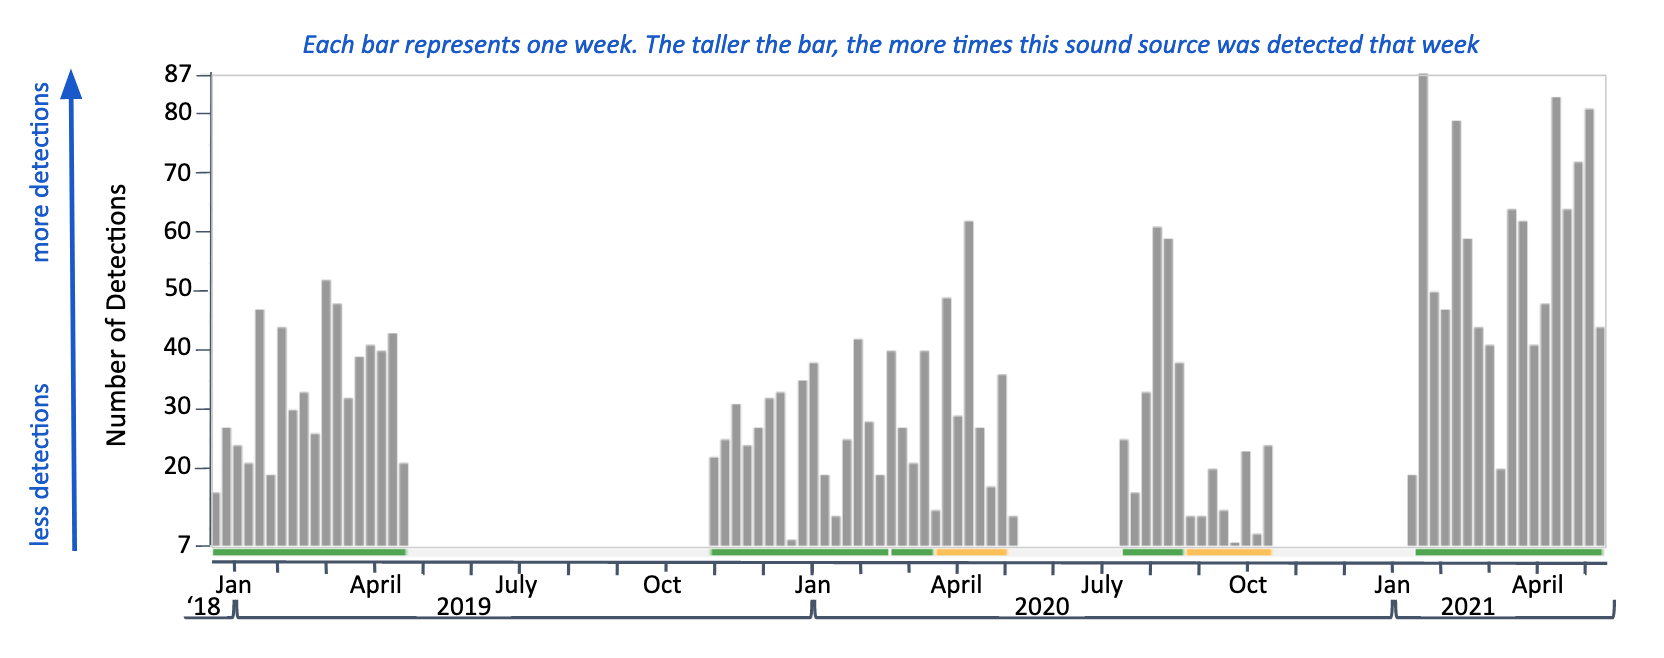 Each bar represents one week. The taller the bar, the more times this sound source was detected that week
more detections
less detections
Number of Detections
87
80
70
60
50
40
30
20
7
Jan
April
July
Oct
Jan
April
July
Oct
Jan
April
‘18
2019
2020
2021